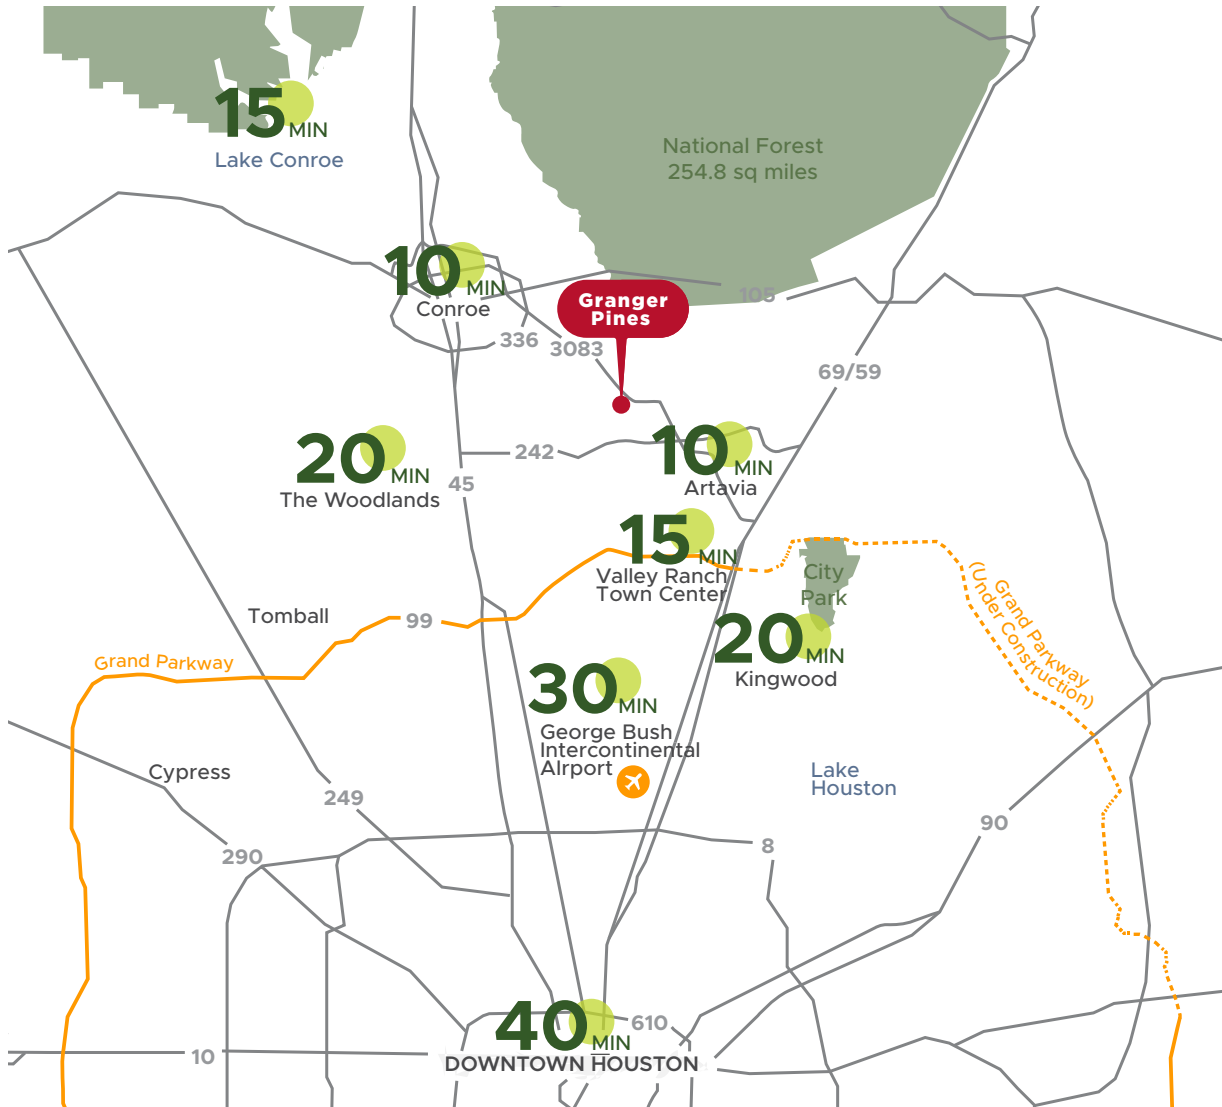 National Forest
254.8 sq miles
15 MIN
Lake Conroe
10 MIN
Conroe
Granger
Pines
105
336
3083
69/59
20 MIN
The Woodlands
242
45
10 MIN
Artavia
15 MIN
Valley Ranch
Town Center
City
Park
Grand Parkway
(Under Construction)
Tomball
99
Grand Parkway
20 MIN
Kingwood
30 MIN
George Bush
Intercontinental
AIrport
Cypress
Lake
Houston
249
290
90
8
40 MIN
610
DOWNTOWN HOUSTON
10